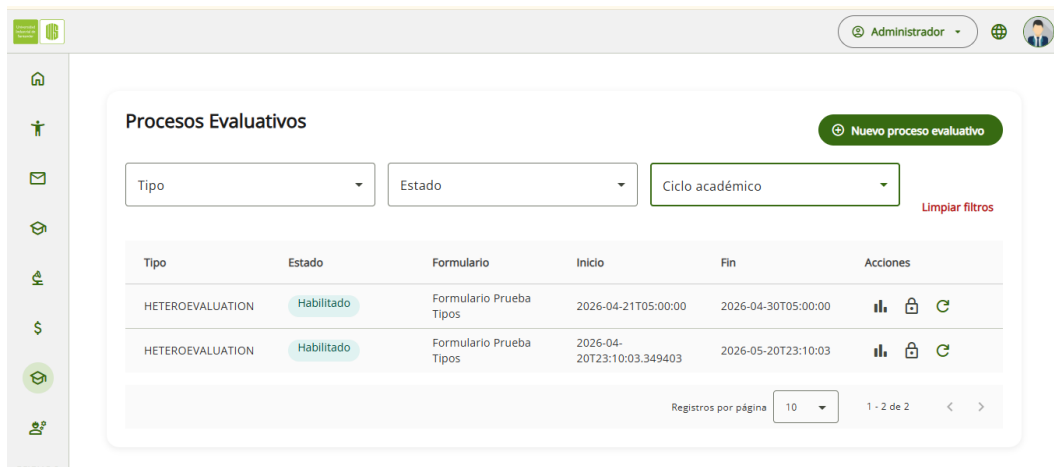 Administrador
Procesos Evaluativos
Nuevo proceso evaluativo
Tipo
Estado
Ciclo académico
Limpiar filtros
Tipo Estado Formulario Inicio Fin Acciones
HETEROEVALUATION Habilitado Formulario Prueba Tipos 2026-04-21T05:00:00 2026-04-30T05:00:00
HETEROEVALUATION Habilitado Formulario Prueba Tipos 2026-04-20T23:10:03.349403 2026-05-20T23:10:03
Registros por página 10 1 - 2 de 2